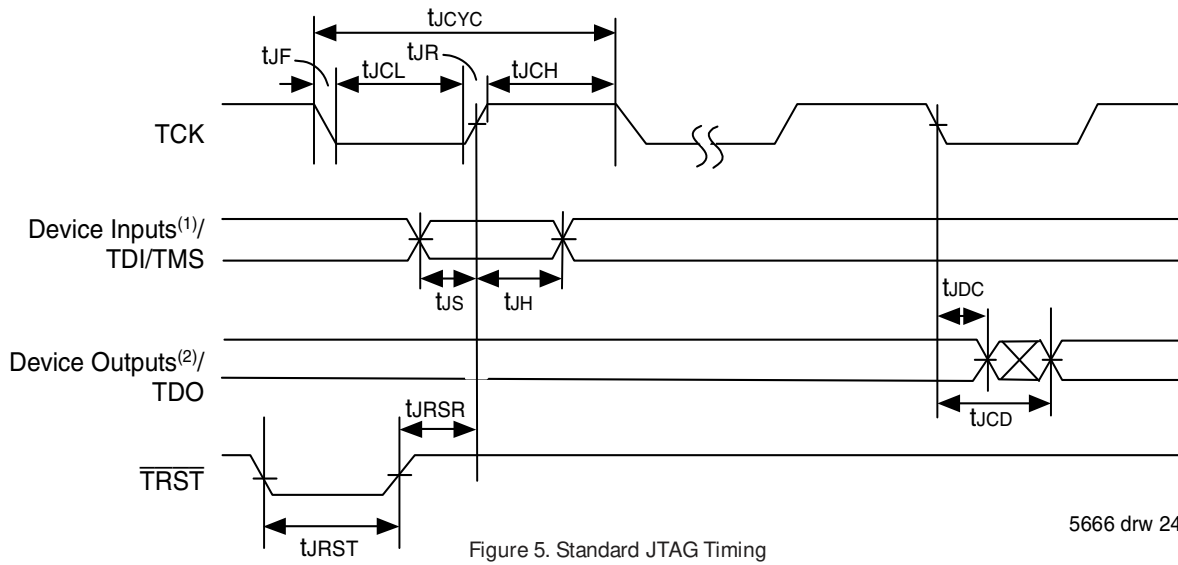 tJCYC
tJF
tJR
tJCL
tJCH
TCK
Device Inputs(1)/
TDI/TMS
tJS
tJH
tJDC
Device Outputs(2)/
TDO
tJRSR
tJCD
TRST
tJRST
5666 drw 24
Figure 5. Standard JTAG Timing